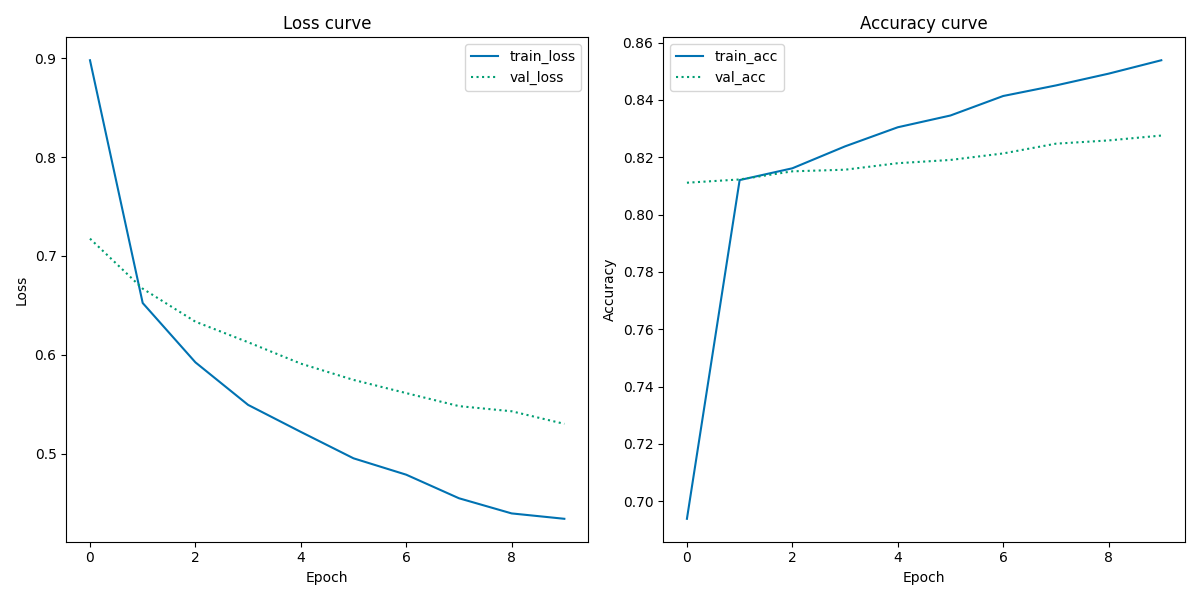 Loss curve
train_loss
val_loss
0.9
0.8
0.7
0.6
0.5
Loss
0 2 4 6 8
Epoch
Accuracy curve
train_acc
val_acc
0.86
0.84
0.82
0.80
0.78
0.76
0.74
0.72
0.70
Accuracy
0 2 4 6 8
Epoch